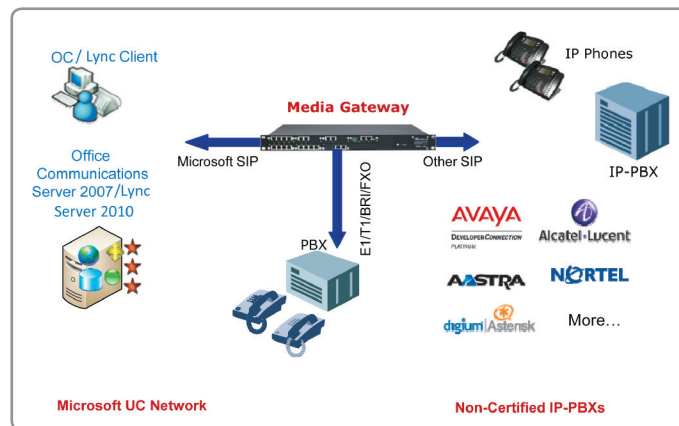 OC/ Lync Client
Office
Communications
Server 2007/Lync
Server 2010
Media Gateway
Microsoft SIP
Other SIP
E1/T1/BRI/FXO
PBX
IP Phones
IP-PBX
AVAYA
DEVELOPERCONNECTION
PLATINUM
Alcatel·Lucent
AASTRA
NORTEL
digium Asterisk
More...
Microsoft UC Network
Non-Certified IP-PBXs